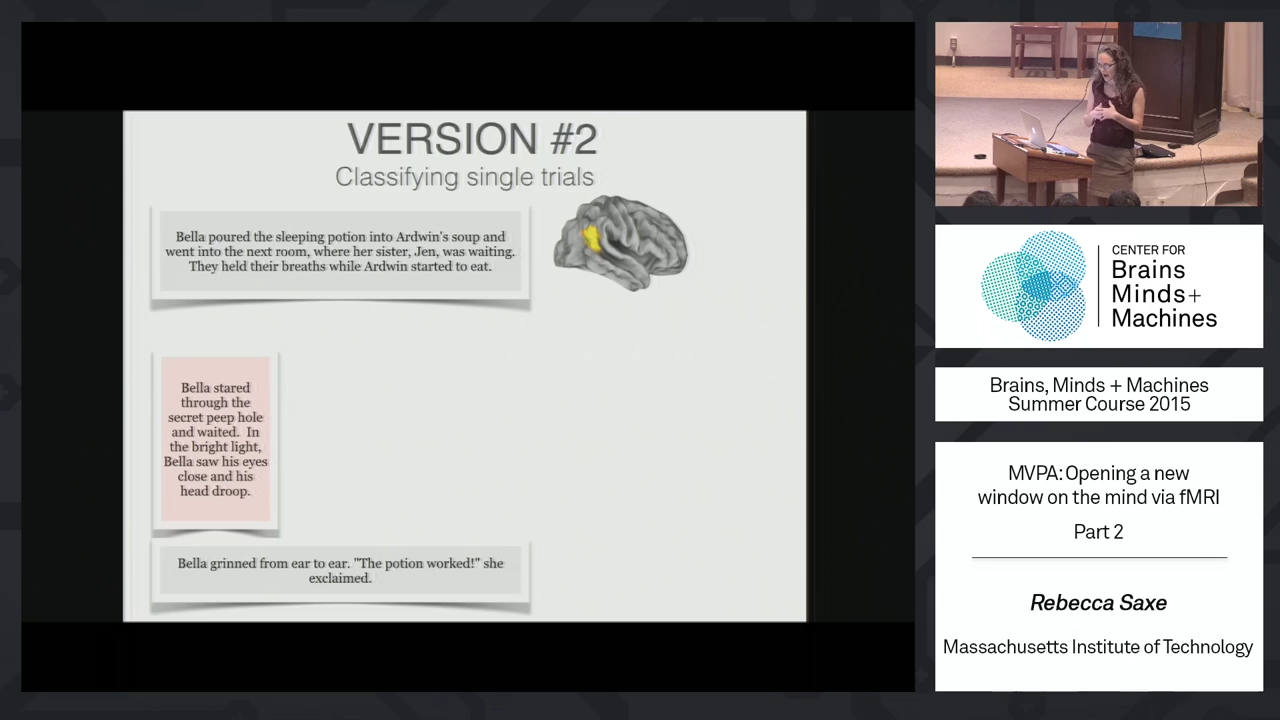 VERSION #2
Classifying single trials
Bella poured the sleeping potion into Ardwin's soup and
went into the next room, where her sister, Jen, was waiting.
They held their breaths while Ardwin started to eat.
Bella stared
through the
secret peep hole
and waited. In
the bright light,
Bella saw his eyes
close and his
head droop.
Bella grinned from ear to ear. "The potion worked!" she
exclaimed.
CENTER FOR
Brains
Minds+
Machines
Brains, Minds + Machines
Summer Course 2015
MVPA: Opening a new
window on the mind via fMRI
Part 2
Rebecca Saxe
Massachusetts Institute of Technology